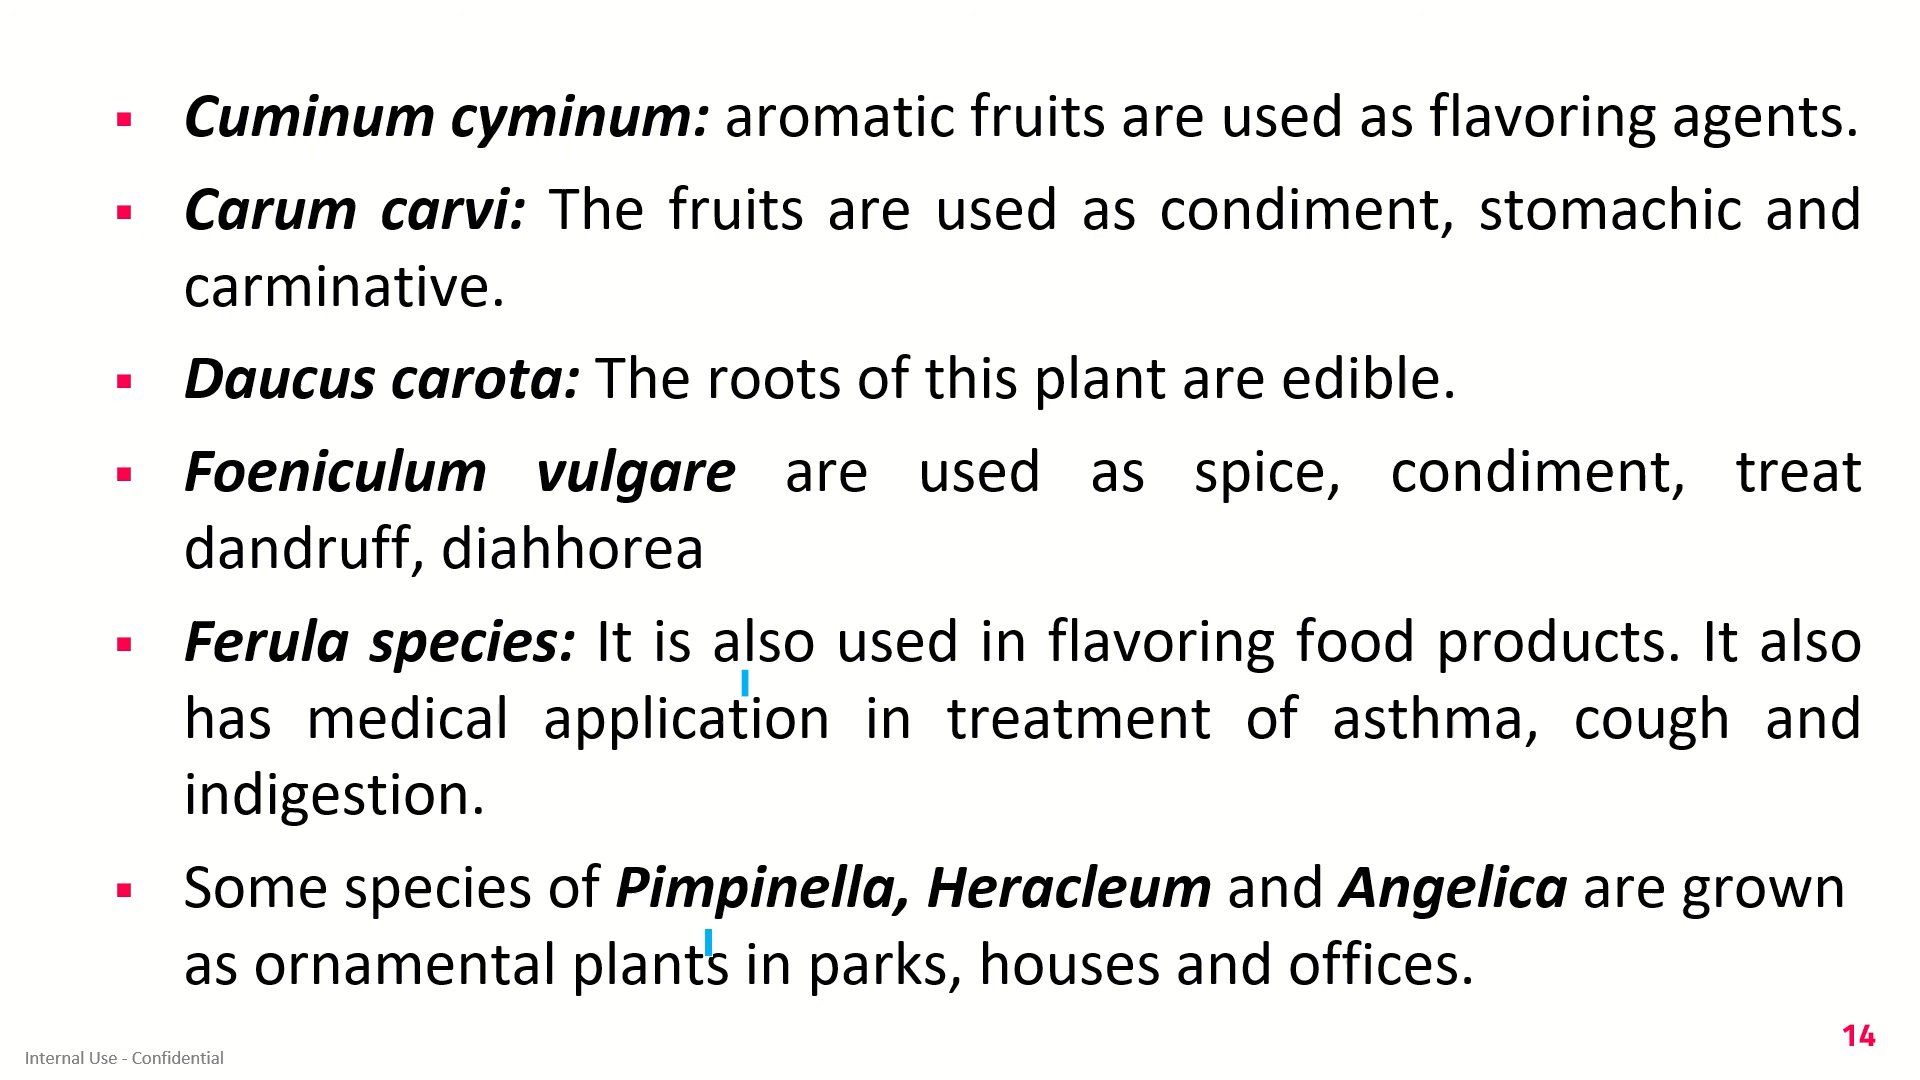 ▪ Cuminum cyminum: aromatic fruits are used as flavoring agents.
▪ Carum carvi: The fruits are used as condiment, stomachic and
carminative.
▪ Daucus carota: The roots of this plant are edible.
▪ Foeniculum vulgare are used as spice, condiment, treat
dandruff, diahhorea
▪ Ferula species: It is also used in flavoring food products. It also
has medical application in treatment of asthma, cough and
indigestion.
▪ Some species of Pimpinella, Heracleum and Angelica are grown
as ornamental plants in parks, houses and offices.
14
Internal Use - Confidential